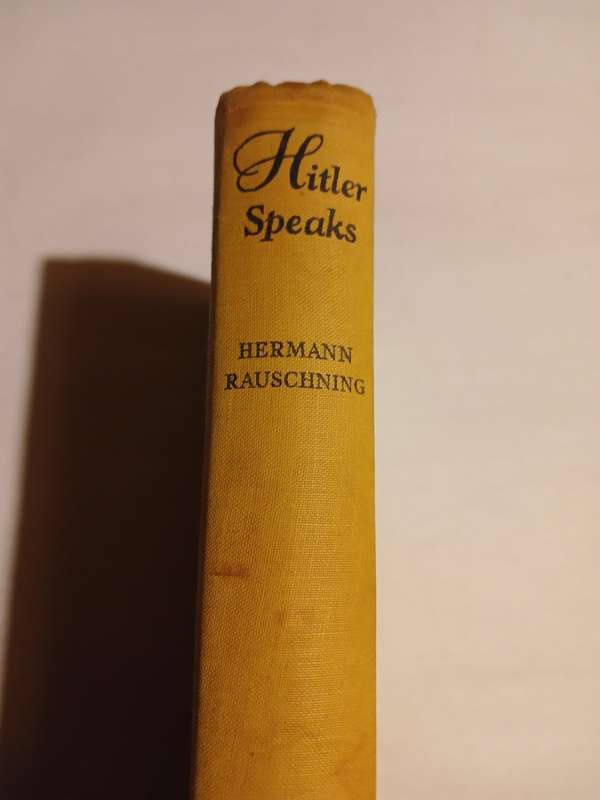 Hitler
Speaks
HERMANN
RAUSCHNING